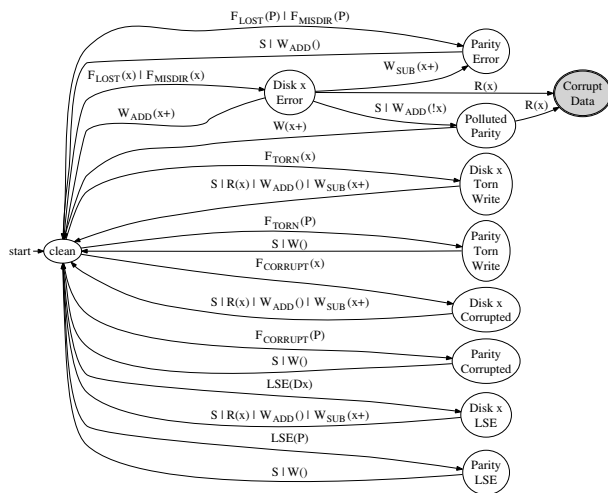 F_LOST(P) | F_MISDIR(P)
S | W_ADD()
Parity
Error
W_SUB(x+)
F_LOST(x) | F_MISDIR(x)
Disk x
Error
R(x)
Corrupt
Data
W_ADD(x+)
S | W_ADD(!x)
R(x)
W(x+)
Polluted
Parity
F_TORN(x)
Disk x
Torn
Write
S | R(x) | W_ADD() | W_SUB(x+)
F_TORN(P)
start
clean
S | W()
Parity
Torn
Write
F_CORRUPT(x)
S | R(x) | W_ADD() | W_SUB(x+)
Disk x
Corrupted
F_CORRUPT(P)
S | W()
Parity
Corrupted
LSE(Dx)
S | R(x) | W_ADD() | W_SUB(x+)
Disk x
LSE
LSE(P)
S | W()
Parity
LSE